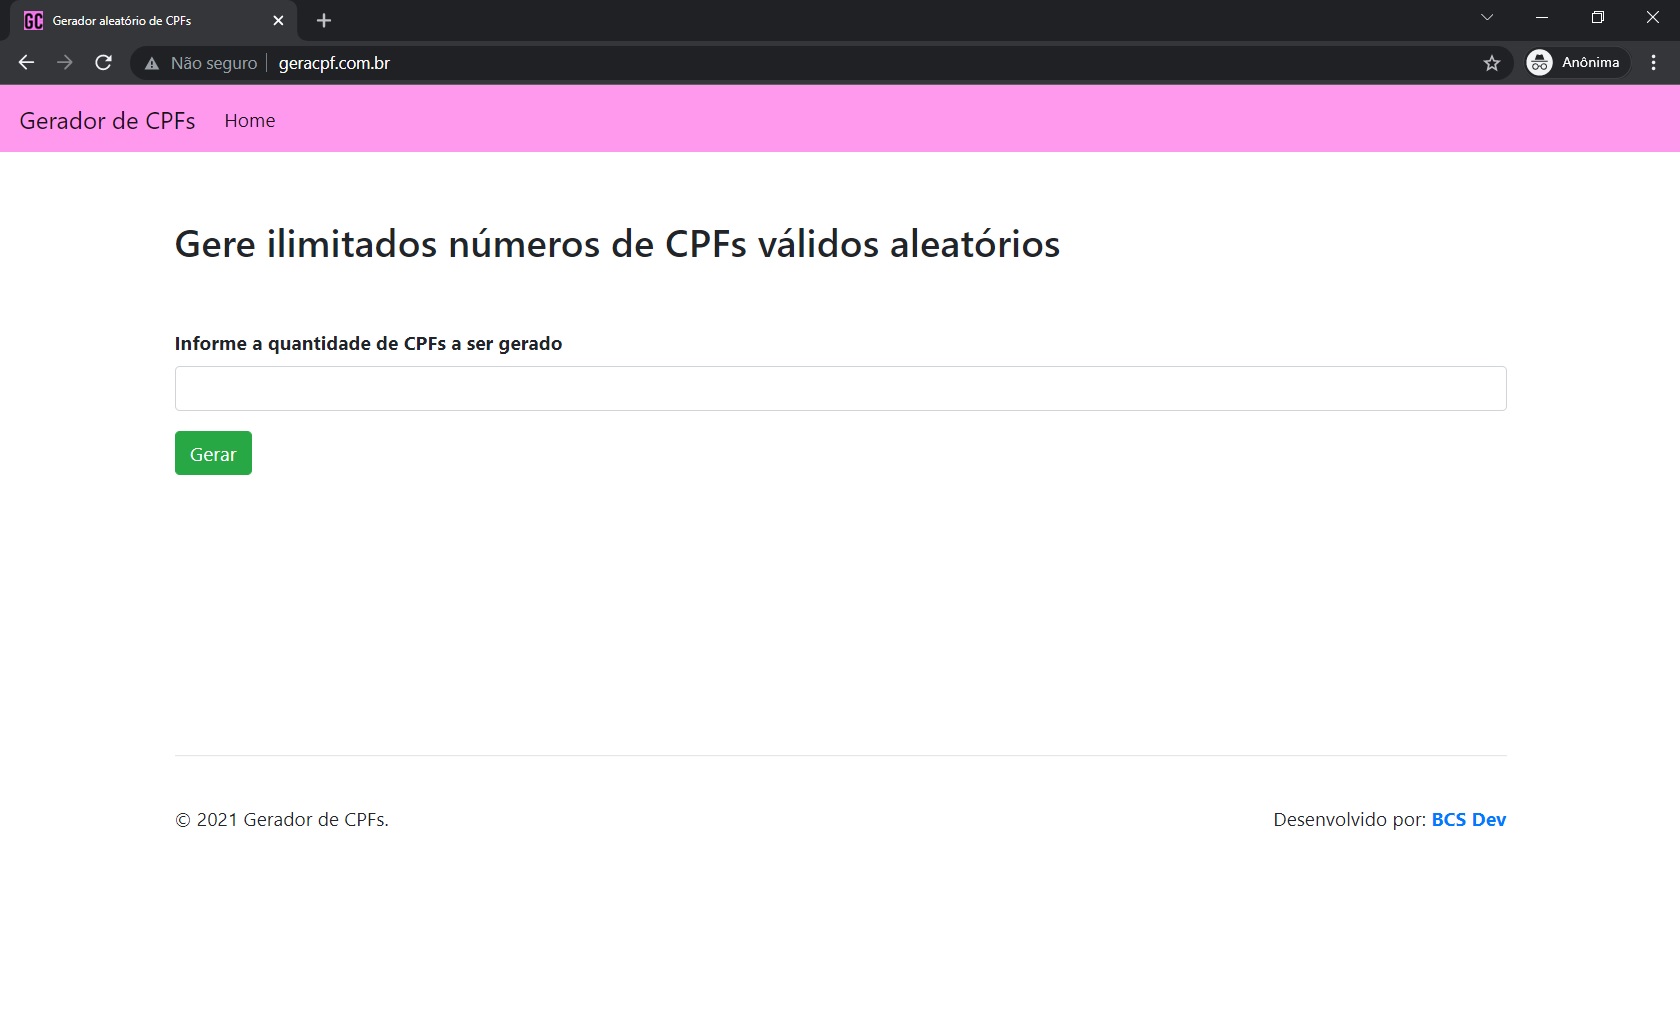 GC Gerador aleatório de CPFs
Não seguro geracpf.com.br Anônima
Gerador de CPFs Home
Gere ilimitados números de CPFs válidos aleatórios
Informe a quantidade de CPFs a ser gerado
Gerar
© 2021 Gerador de CPFs. Desenvolvido por: BCS Dev